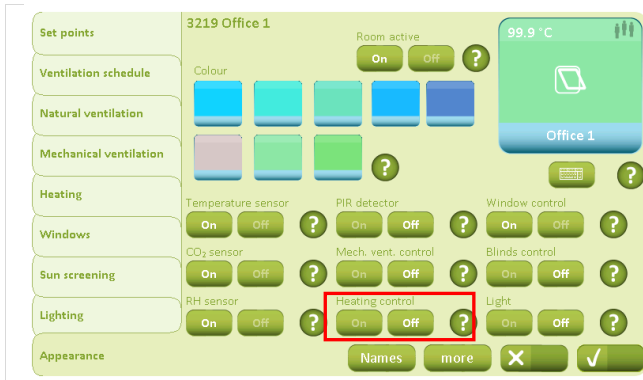 3219 Office 1
Set points
Ventilation schedule
Natural ventilation
Mechanical ventilation
Heating
Windows
Sun screening
Lighting
Appearance
Room active
On Off ?
Colour
?
99.9 °C
Office 1
?
Temperature sensor PIR detector Window control
On Off ? On Off ? On Off ?
CO₂ sensor Mech. vent. control Blinds control
On Off ? On Off ? On Off ?
RH sensor Heating control Light
On Off ? On Off ? On Off ?
Names more